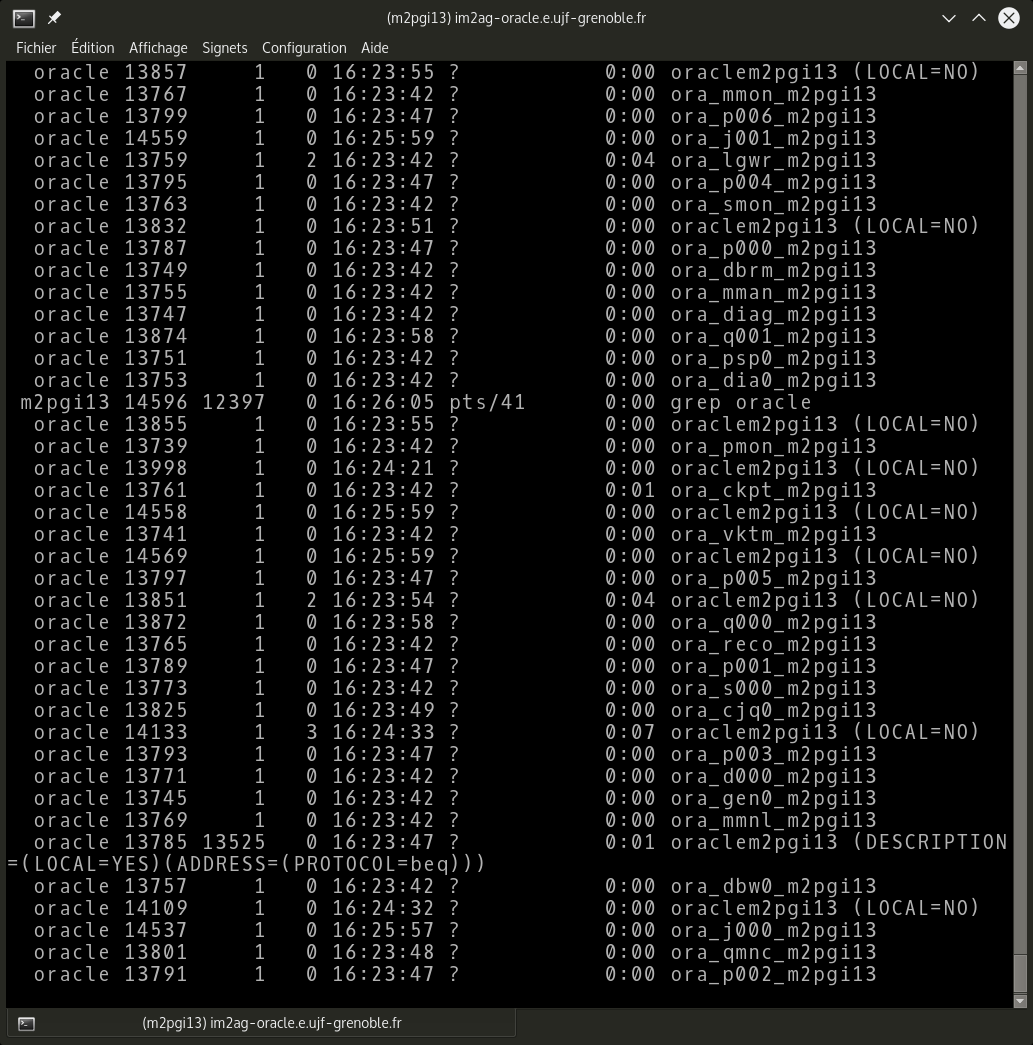 (m2pgi13) im2ag-oracle.e.ujf-grenoble.fr
Fichier Édition Affichage Signets Configuration Aide
oracle 13857 1 0 16:23:55 ? 0:00 oraclem2pgi13 (LOCAL=NO)
oracle 13767 1 0 16:23:42 ? 0:00 ora_mmon_m2pgi13
oracle 13799 1 0 16:23:47 ? 0:00 ora_p006_m2pgi13
oracle 14559 1 0 16:25:59 ? 0:00 ora_j001_m2pgi13
oracle 13759 1 2 16:23:42 ? 0:04 ora_lgwr_m2pgi13
oracle 13795 1 0 16:23:47 ? 0:00 ora_p004_m2pgi13
oracle 13763 1 0 16:23:42 ? 0:00 ora_smon_m2pgi13
oracle 13832 1 0 16:23:51 ? 0:00 oraclem2pgi13 (LOCAL=NO)
oracle 13787 1 0 16:23:47 ? 0:00 ora_p000_m2pgi13
oracle 13749 1 0 16:23:42 ? 0:00 ora_dbrm_m2pgi13
oracle 13755 1 0 16:23:42 ? 0:00 ora_mman_m2pgi13
oracle 13747 1 0 16:23:42 ? 0:00 ora_diag_m2pgi13
oracle 13874 1 0 16:23:58 ? 0:00 ora_q001_m2pgi13
oracle 13751 1 0 16:23:42 ? 0:00 ora_psp0_m2pgi13
oracle 13753 1 0 16:23:42 ? 0:00 ora_dia0_m2pgi13
m2pgi13 14596 12397 0 16:26:05 pts/41 0:00 grep oracle
oracle 13855 1 0 16:23:55 ? 0:00 oraclem2pgi13 (LOCAL=NO)
oracle 13739 1 0 16:23:42 ? 0:00 ora_pmon_m2pgi13
oracle 13998 1 0 16:24:21 ? 0:00 oraclem2pgi13 (LOCAL=NO)
oracle 13761 1 0 16:23:42 ? 0:01 ora_ckpt_m2pgi13
oracle 14558 1 0 16:25:59 ? 0:00 oraclem2pgi13 (LOCAL=NO)
oracle 13741 1 0 16:23:42 ? 0:00 ora_vktm_m2pgi13
oracle 14569 1 0 16:25:59 ? 0:00 oraclem2pgi13 (LOCAL=NO)
oracle 13797 1 0 16:23:47 ? 0:00 ora_p005_m2pgi13
oracle 13851 1 2 16:23:54 ? 0:04 oraclem2pgi13 (LOCAL=NO)
oracle 13872 1 0 16:23:58 ? 0:00 ora_q000_m2pgi13
oracle 13765 1 0 16:23:42 ? 0:00 ora_reco_m2pgi13
oracle 13789 1 0 16:23:47 ? 0:00 ora_p001_m2pgi13
oracle 13773 1 0 16:23:42 ? 0:00 ora_s000_m2pgi13
oracle 13825 1 0 16:23:49 ? 0:00 ora_cjq0_m2pgi13
oracle 14133 1 3 16:24:33 ? 0:07 oraclem2pgi13 (LOCAL=NO)
oracle 13793 1 0 16:23:47 ? 0:00 ora_p003_m2pgi13
oracle 13771 1 0 16:23:42 ? 0:00 ora_d000_m2pgi13
oracle 13745 1 0 16:23:42 ? 0:00 ora_gen0_m2pgi13
oracle 13769 1 0 16:23:42 ? 0:00 ora_mmnl_m2pgi13
oracle 13785 13525 0 16:23:47 ? 0:01 oraclem2pgi13 (DESCRIPTION
=(LOCAL=YES)(ADDRESS=(PROTOCOL=beq)))
oracle 13757 1 0 16:23:42 ? 0:00 ora_dbw0_m2pgi13
oracle 14109 1 0 16:24:32 ? 0:00 oraclem2pgi13 (LOCAL=NO)
oracle 14537 1 0 16:25:57 ? 0:00 ora_j000_m2pgi13
oracle 13801 1 0 16:23:48 ? 0:00 ora_qmnc_m2pgi13
oracle 13791 1 0 16:23:47 ? 0:00 ora_p002_m2pgi13
(m2pgi13) im2ag-oracle.e.ujf-grenoble.fr